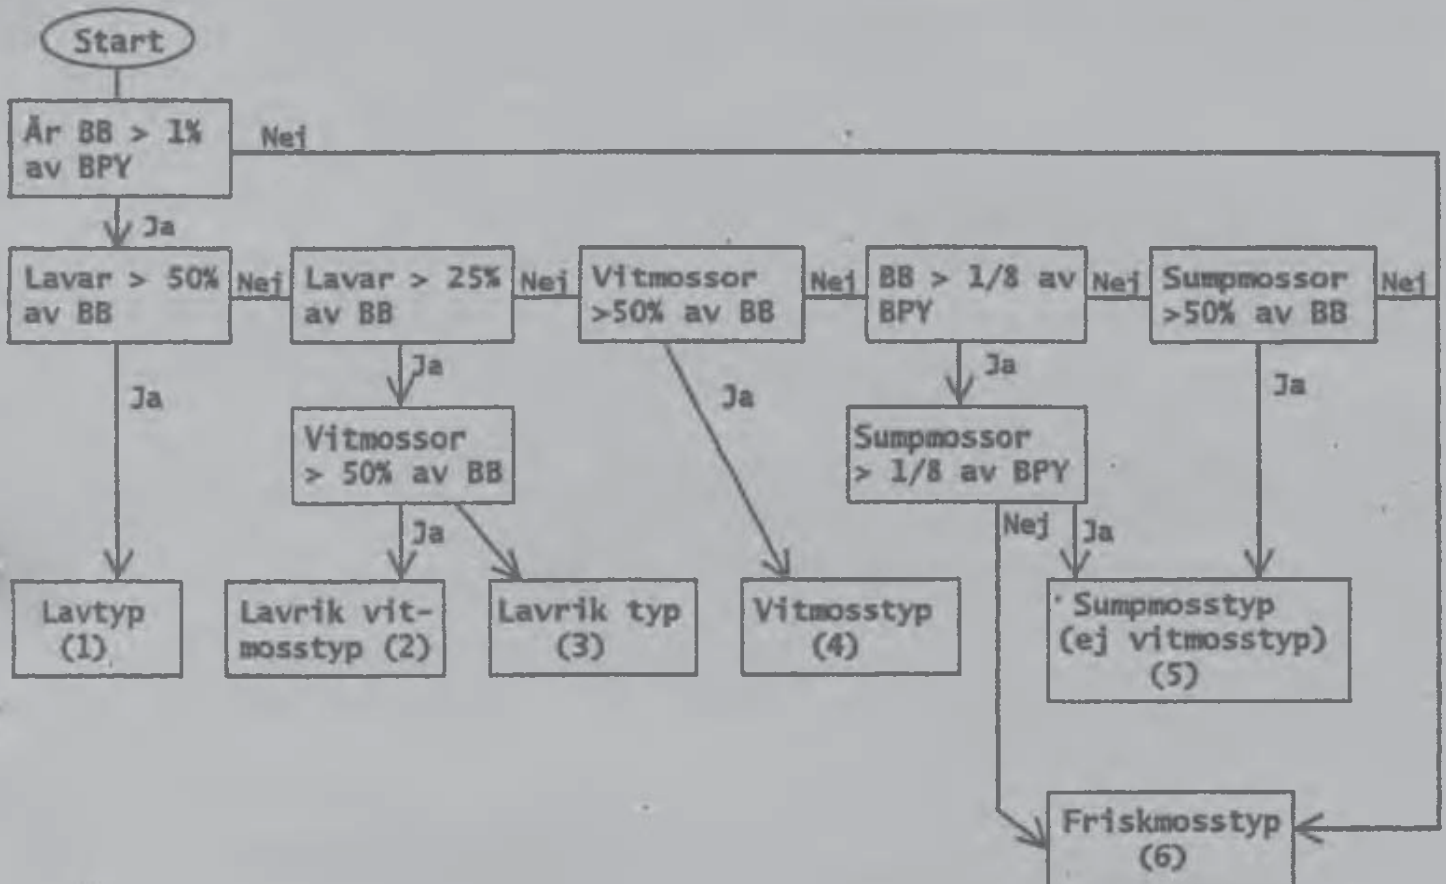 Start
Är BB > 1%
av BPY
Nej
Ja
Lavar > 50%
av BB
Nej
Lavar > 25%
av BB
Nej
Vitmossor
>50% av BB
Nej
BB > 1/8 av
BPY
Nej
Sumpmossor
>50% av BB
Nej
Ja
Ja
Ja
Ja
Ja
Vitmossor
> 50% av BB
Sumpmossor
> 1/8 av BPY
Ja
Nej
Ja
Lavtyp
(1)
Lavrik vit-
mosstyp (2)
Lavrik typ
(3)
Vitmosstyp
(4)
Sumpmosstyp
(ej vitmosstyp)
(5)
Friskmosstyp
(6)